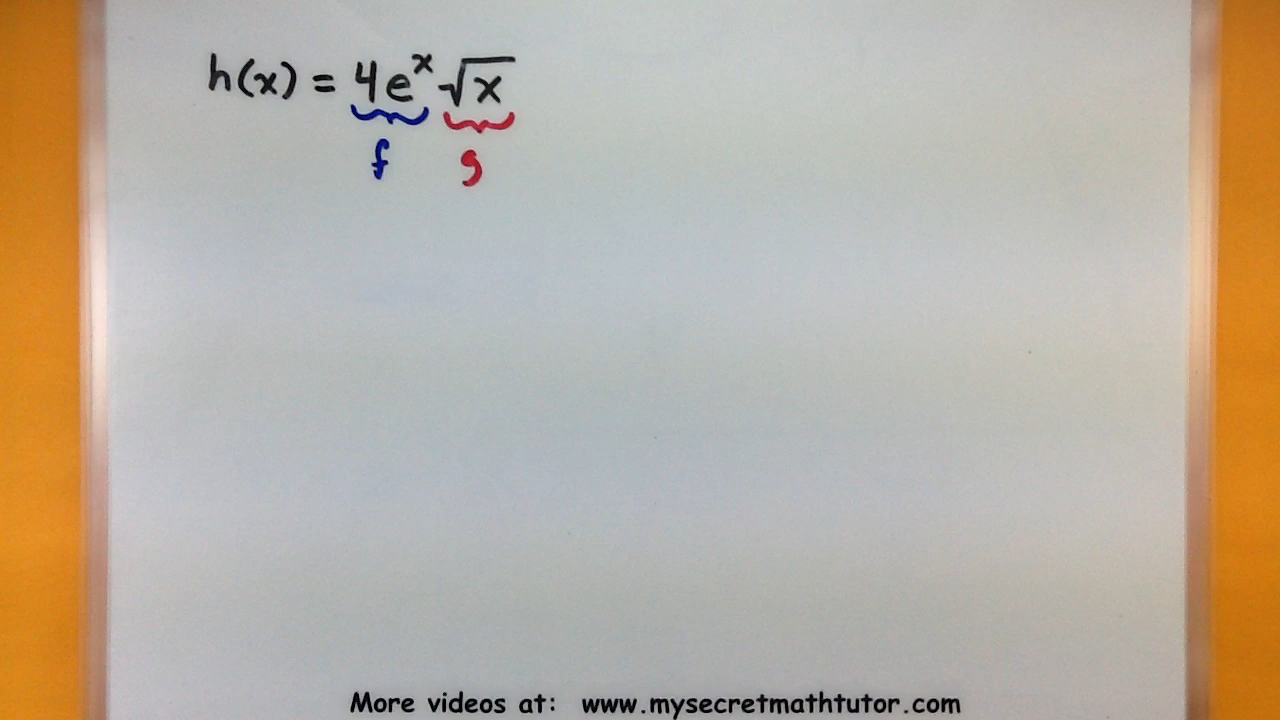 h(x) = 4e^x √x
f g
More videos at: www.mysecretmathtutor.com